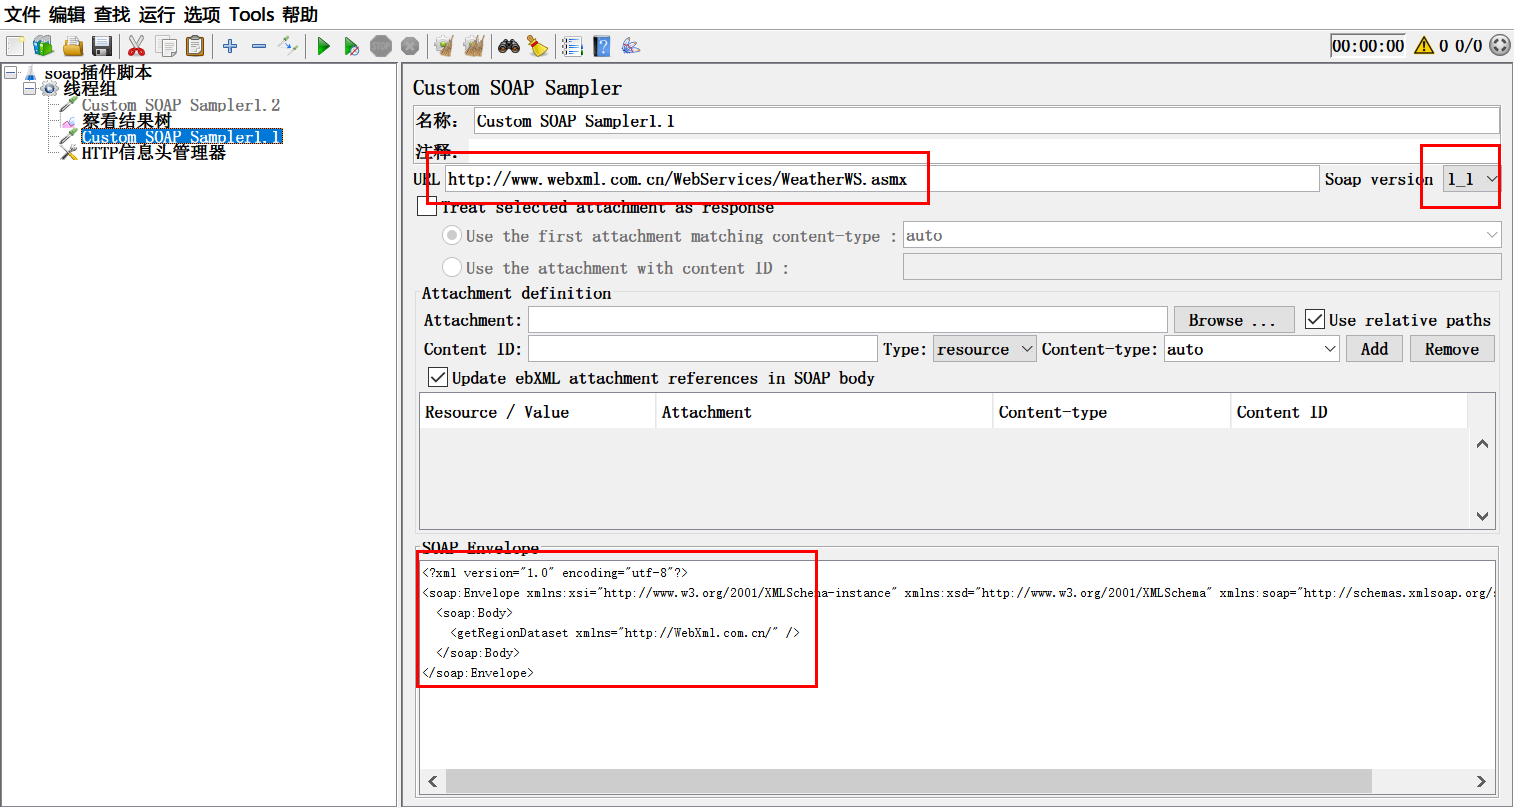 文件 编辑 查找 运行 选项 Tools 帮助
STOP
00:00:00 0 0/0
soap插件脚本
线程组
Custom SOAP Sampler1.2
察看结果树
Custom SOAP Sampler1.1
HTTP信息头管理器
Custom SOAP Sampler
名称: Custom SOAP Sampler1.1
注释:
URL http://www.webxml.com.cn/WebServices/WeatherWS.asmx Soap version 1_1
Treat selected attachment as response
Use the first attachment matching content-type : auto
Use the attachment with content ID :
Attachment definition
Attachment: Browse ... Use relative paths
Content ID: Type: resource Content-type: auto Add Remove
Update ebXML attachment references in SOAP body
Resource / Value Attachment Content-type Content ID
SOAP Envelope
<?xml version="1.0" encoding="utf-8"?>
<soap:Envelope xmlns:xsi="http://www.w3.org/2001/XMLSchema-instance" xmlns:xsd="http://www.w3.org/2001/XMLSchema" xmlns:soap="http://schemas.xmlsoap.org/s
<soap:Body>
<getRegionDataset xmlns="http://WebXml.com.cn/" />
</soap:Body>
</soap:Envelope>